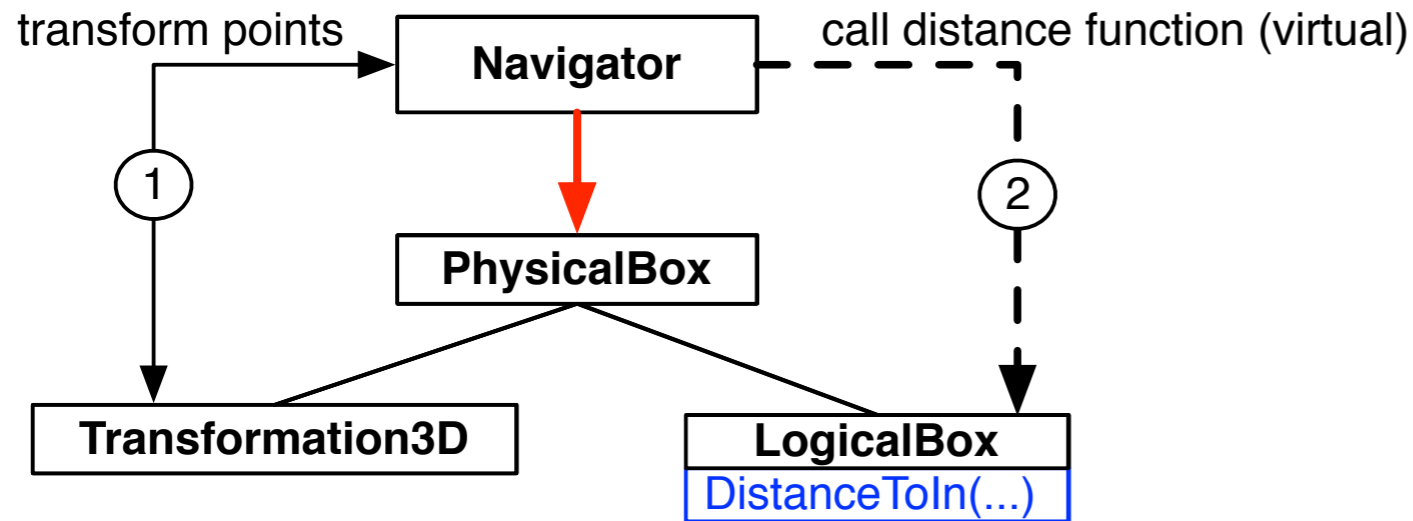 transform points
Navigator
call distance function (virtual)
1
2
PhysicalBox
Transformation3D
LogicalBox
DistanceToIn(...)